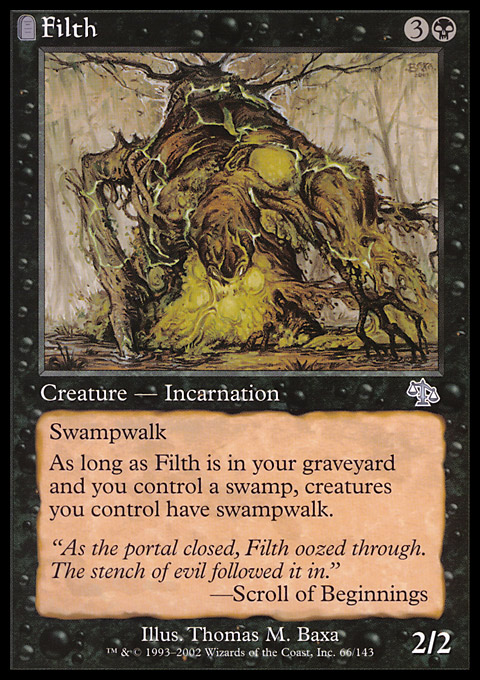 Filth 3
Creature — Incarnation
Swampwalk
As long as Filth is in your graveyard
and you control a swamp, creatures
you control have swampwalk.
“As the portal closed, Filth oozed through.
The stench of evil followed it in.”
—Scroll of Beginnings
Illus. Thomas M. Baxa
2/2
™ & © 1993–2002 Wizards of the Coast, Inc. 66/143